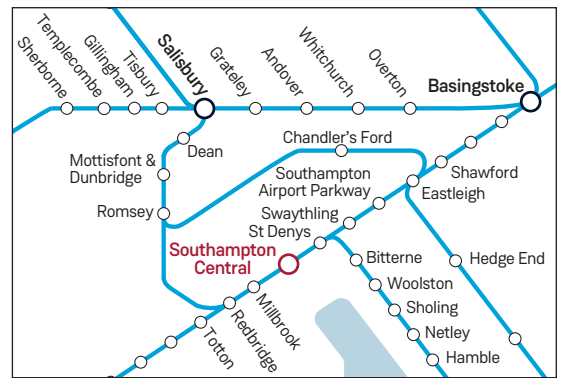 Sherborne
Templecombe
Gillingham
Tisbury
Salisbury
Grateley
Andover
Whitchurch
Overton
Basingstoke
Dean
Chandler's Ford
Mottisfont &
Dunbridge
Southampton
Airport Parkway
Shawford
Eastleigh
Romsey
Swaythling
St Denys
Southampton
Central
Bitterne
Hedge End
Woolston
Sholing
Millbrook
Redbridge
Totton
Netley
Hamble